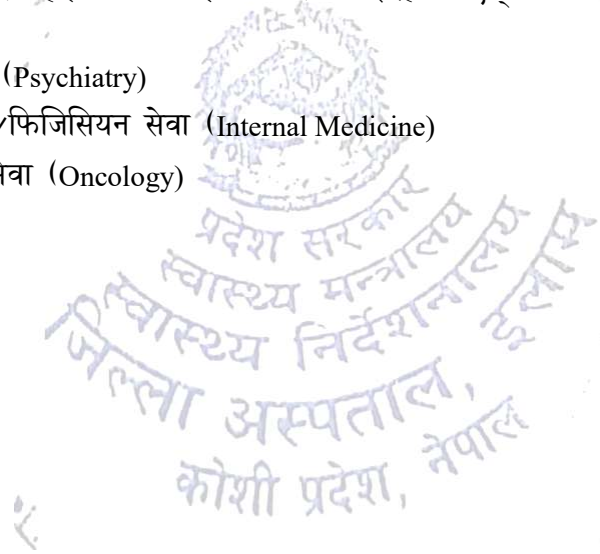 (Psychiatry)
/फिजिसियन सेवा (Internal Medicine)
सेवा (Oncology)
प्रदेश सरकार
स्वास्थ्य मन्त्रालय
स्वास्थ्य निर्देशनालय
जिल्ला अस्पताल,
कोशी प्रदेश, नेपाल